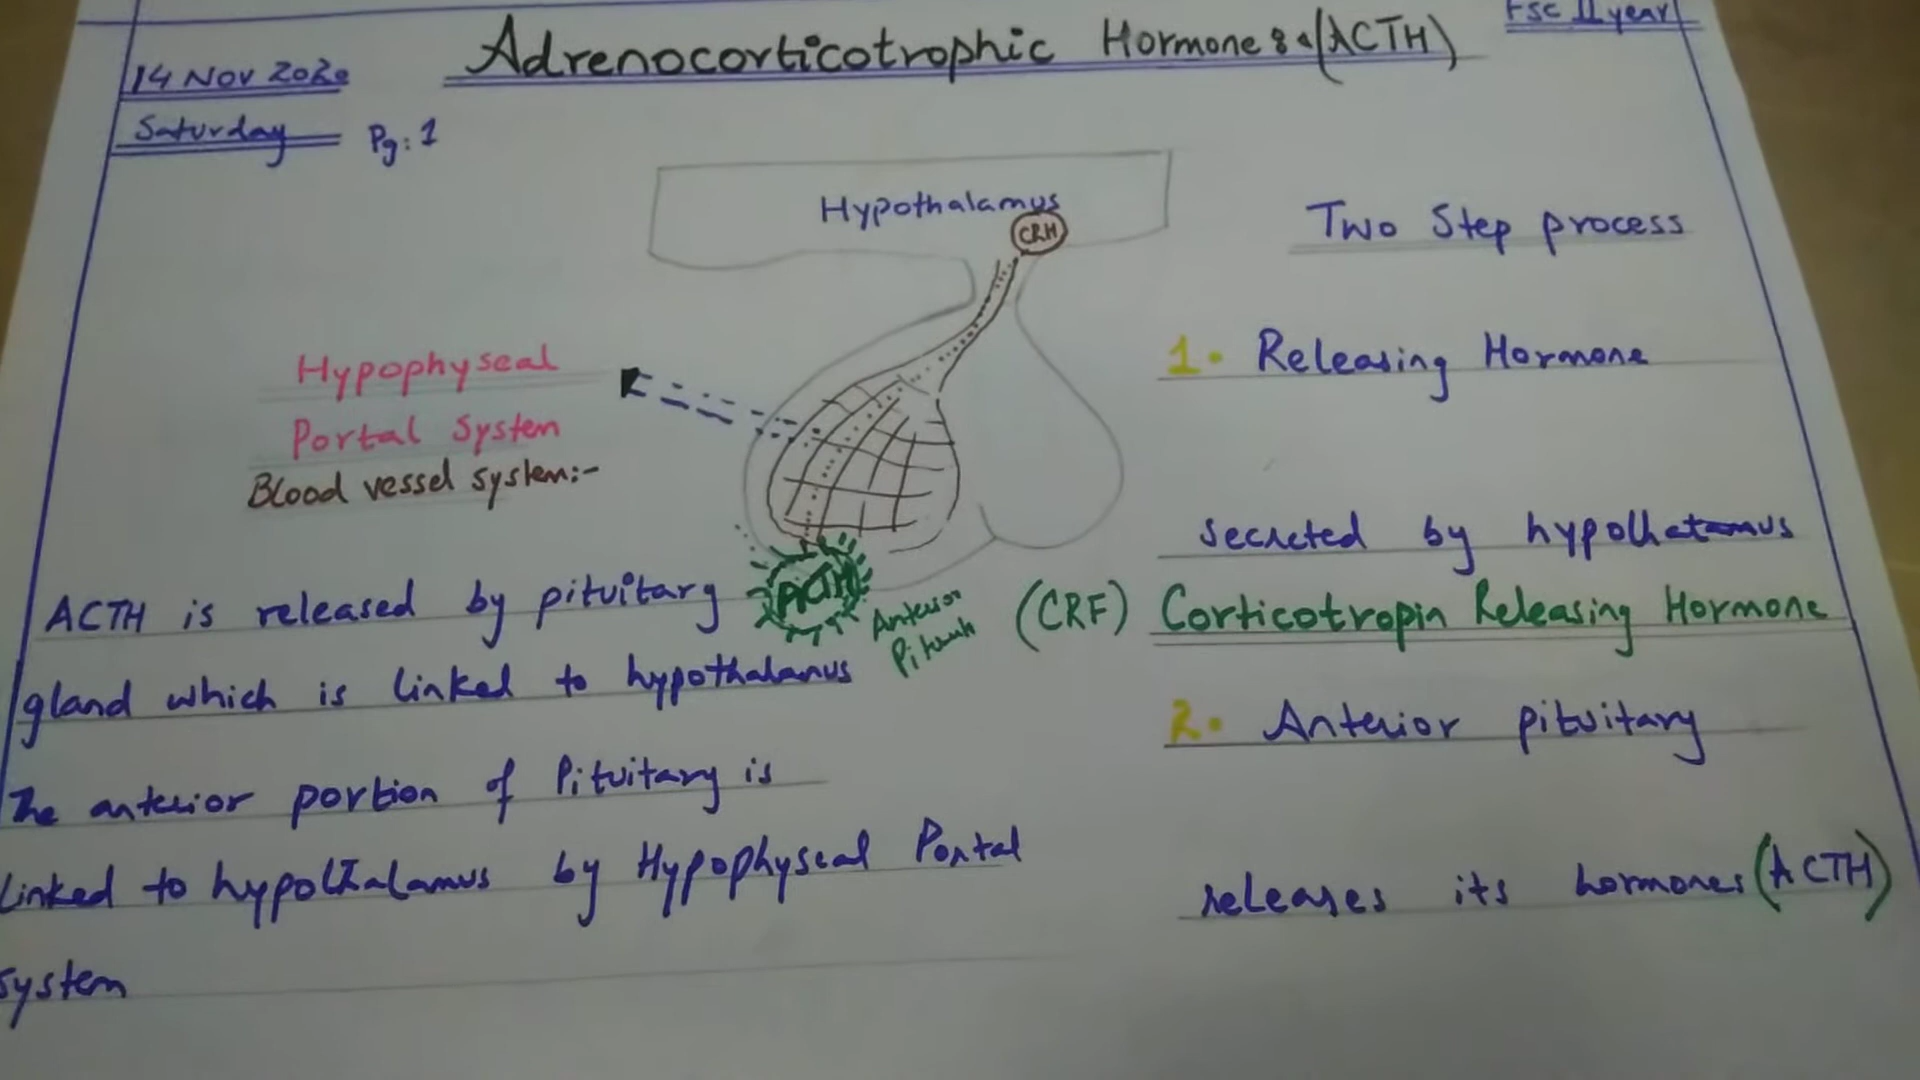 Fsc II year
Adrenocorticotrophic Hormone :- (ACTH)
14 Nov 2020
Saturday
Pg: 1
Hypothalamus
CRH
Hypophyseal
Portal System
Blood vessel system:-
ACTH
Anterior
ACTH is released by pituitary
gland which is linked to hypothalanus
The anterior portion of Pituitary is
Linked to hypothalamus by Hypophyseal Portal
system
Two Step process
1. Releasing Hormone
secreted by hypothetamus
(CRF) Corticotropin Releasing Hormone
2. Anterior pituitary
releases its hormones (ACTH)